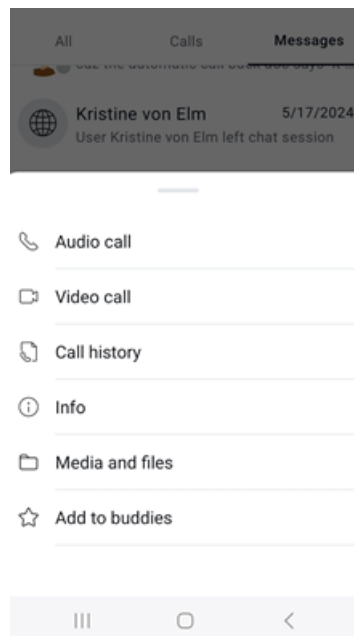 All Calls Messages
Kristine von Elm 5/17/2024
User Kristine von Elm left chat session
Audio call
Video call
Call history
Info
Media and files
Add to buddies